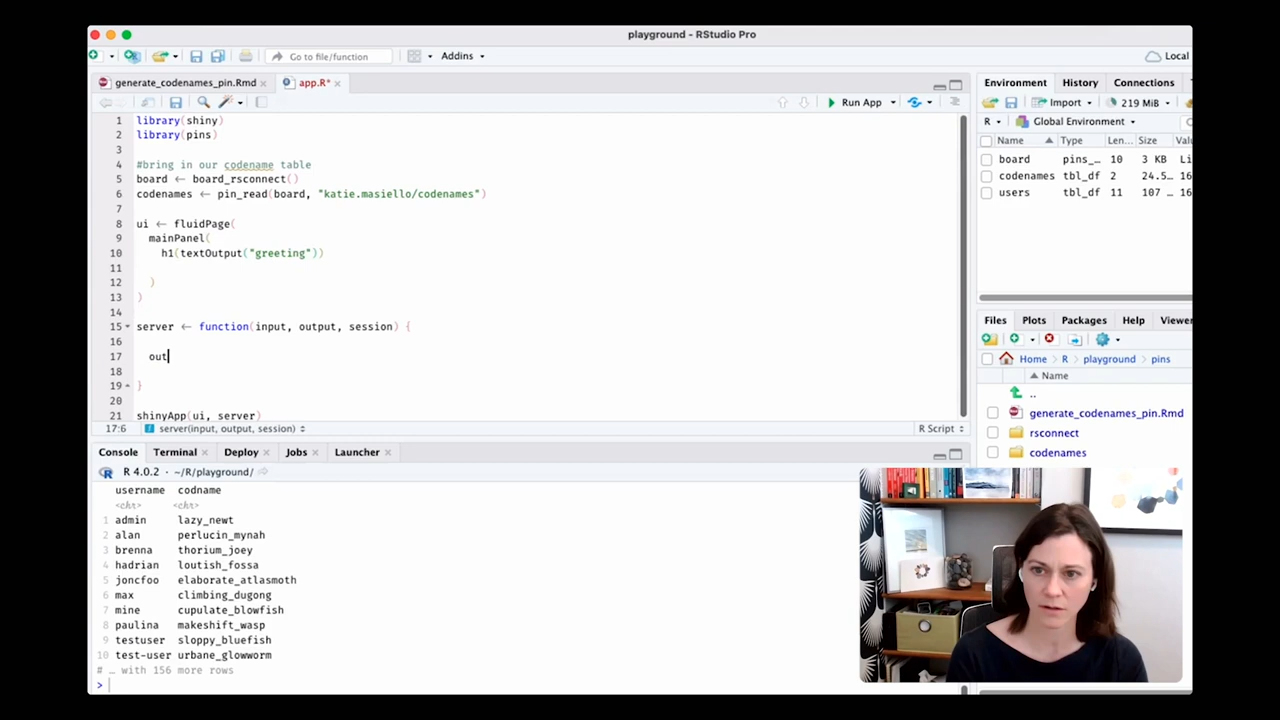 playground - RStudio Pro
Go to file/function
Addins
Local
generate_codenames_pin.Rmd
app.R*
Run App
1 library(shiny)
2 library(pins)
3
4 #bring in our codename table
5 board ← board_rsconnect()
6 codenames ← pin_read(board, "katie.masiello/codenames")
7
8 ui ← fluidPage(
9 mainPanel(
10 h1(textOutput("greeting"))
11
12 )
13 )
14
15 server ← function(input, output, session) {
16
17 out
18
19 }
20
21 shinyApp(ui, server)
17:6 server(input, output, session) R Script
Console Terminal Deploy Jobs Launcher
R 4.0.2 · ~/R/playground/
username codname
<chr> <chr>
1 admin lazy_newt
2 alan perlucin_mynah
3 brenna thorium_joey
4 hadrian loutish_fossa
5 joncfoo elaborate_atlasmoth
6 max climbing_dugong
7 mine cupulate_blowfish
8 paulina makeshift_wasp
9 testuser sloppy_bluefish
10 test-user urbane_glowworm
# … with 156 more rows
>
Environment History Connections
Import 219 MiB
R Global Environment
Name Type Len… Size Valu
board pins_… 10 3 KB Li
codenames tbl_df 2 24.5… 16
users tbl_df 11 107 … 16
Files Plots Packages Help Viewer
Home R playground pins
Name
..
generate_codenames_pin.Rmd
rsconnect
codenames